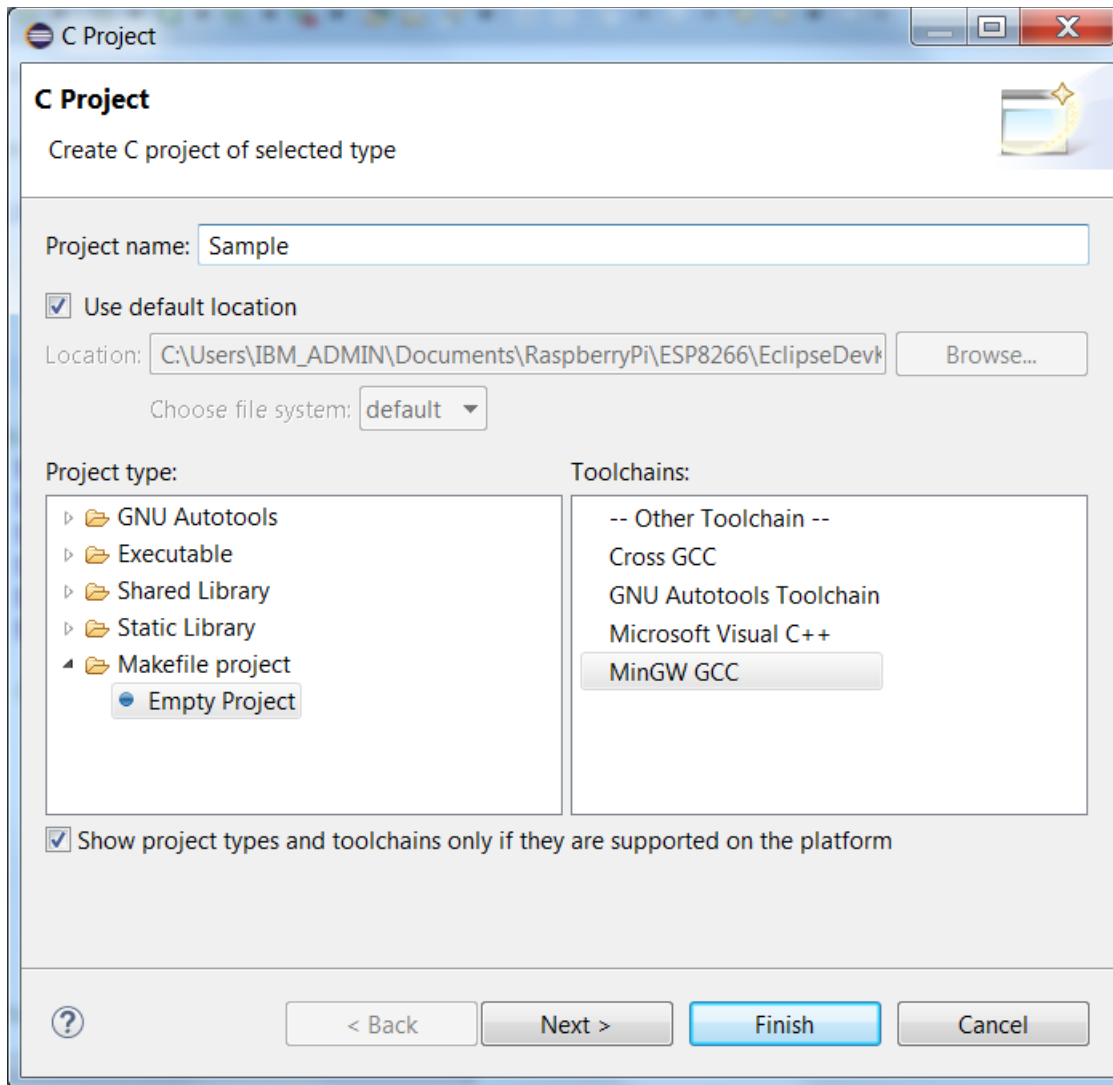 C Project
C Project
Create C project of selected type
Project name: Sample
Use default location
Location: C:\Users\IBM_ADMIN\Documents\RaspberryPi\ESP8266\EclipseDevK Browse...
Choose file system: default
Project type:
GNU Autotools
Executable
Shared Library
Static Library
Makefile project
Empty Project
Toolchains:
-- Other Toolchain --
Cross GCC
GNU Autotools Toolchain
Microsoft Visual C++
MinGW GCC
Show project types and toolchains only if they are supported on the platform
? < Back Next > Finish Cancel